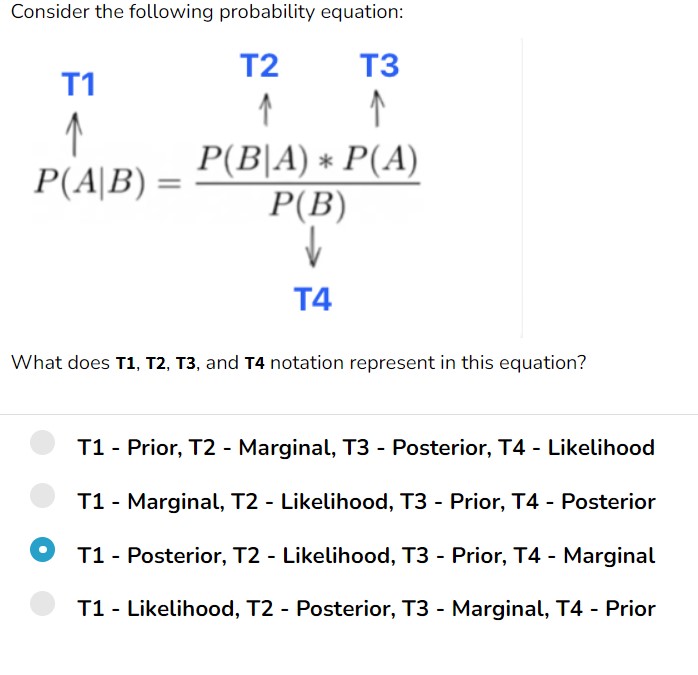 Consider the following probability equation:
T2 T3
T1
P(B|A) * P(A)
P(A|B) =
P(B)
T4
What does T1, T2, T3, and T4 notation represent in this equation?
T1 - Prior, T2 - Marginal, T3 - Posterior, T4 - Likelihood
T1 - Marginal, T2 - Likelihood, T3 - Prior, T4 - Posterior
T1 - Posterior, T2 - Likelihood, T3 - Prior, T4 - Marginal
T1 - Likelihood, T2 - Posterior, T3 - Marginal, T4 - Prior